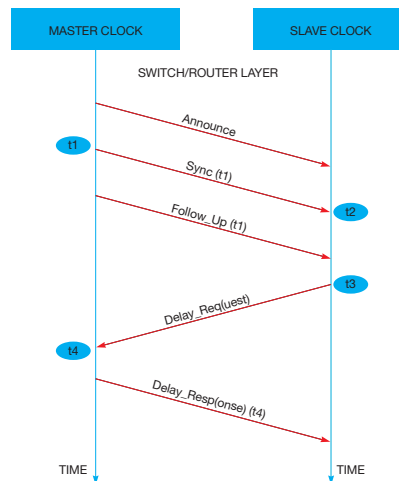 MASTER CLOCK
SLAVE CLOCK
SWITCH/ROUTER LAYER
Announce
t1
Sync (t1)
t2
Follow_Up (t1)
t3
Delay_Req(uest)
t4
Delay_Resp(onse) (t4)
TIME
TIME